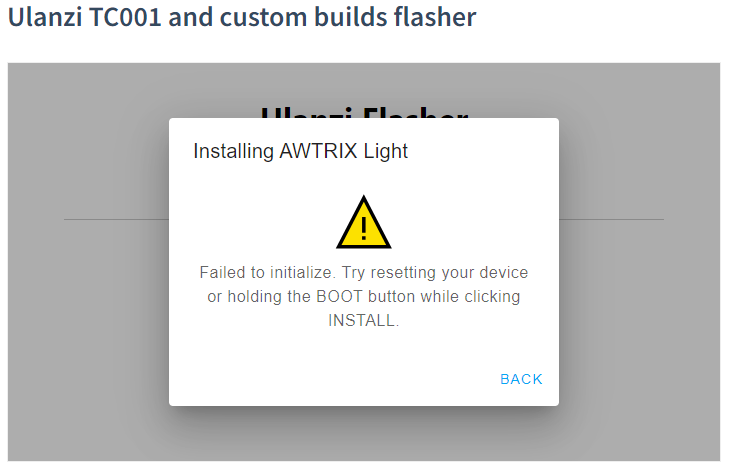 Ulanzi TC001 and custom builds flasher
Ulanzi Flasher
Installing AWTRIX Light
!
Failed to initialize. Try resetting your device
or holding the BOOT button while clicking
INSTALL.
BACK